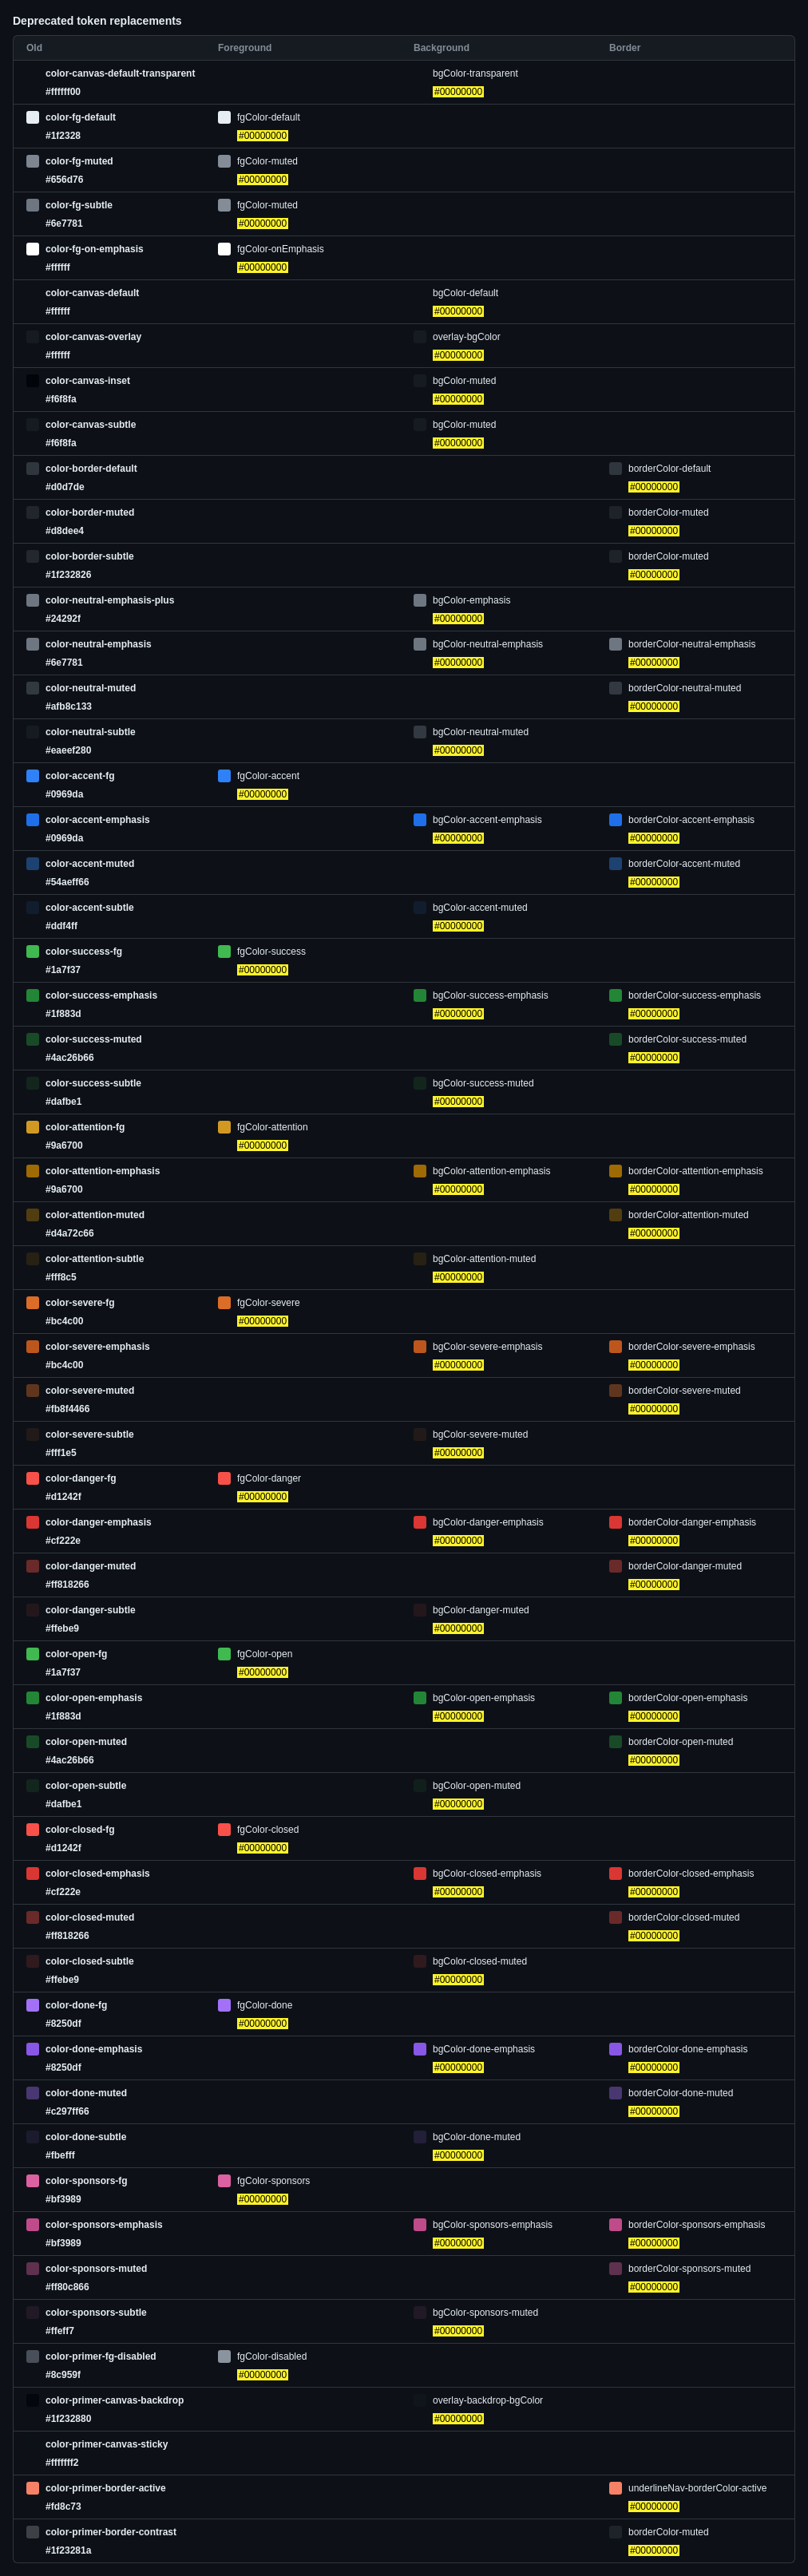 Deprecated token replacements
Old Foreground Background Border
color-canvas-default-transparent bgColor-transparent
#ffffff00 #00000000
color-fg-default fgColor-default
#1f2328 #00000000
color-fg-muted fgColor-muted
#656d76 #00000000
color-fg-subtle fgColor-muted
#6e7781 #00000000
color-fg-on-emphasis fgColor-onEmphasis
#ffffff #00000000
color-canvas-default bgColor-default
#ffffff #00000000
color-canvas-overlay overlay-bgColor
#ffffff #00000000
color-canvas-inset bgColor-muted
#f6f8fa #00000000
color-canvas-subtle bgColor-muted
#f6f8fa #00000000
color-border-default borderColor-default
#d0d7de #00000000
color-border-muted borderColor-muted
#d8dee4 #00000000
color-border-subtle borderColor-muted
#1f232826 #00000000
color-neutral-emphasis-plus bgColor-emphasis
#24292f #00000000
color-neutral-emphasis bgColor-neutral-emphasis borderColor-neutral-emphasis
#6e7781 #00000000 #00000000
color-neutral-muted borderColor-neutral-muted
#afb8c133 #00000000
color-neutral-subtle bgColor-neutral-muted
#eaeef280 #00000000
color-accent-fg fgColor-accent
#0969da #00000000
color-accent-emphasis bgColor-accent-emphasis borderColor-accent-emphasis
#0969da #00000000 #00000000
color-accent-muted borderColor-accent-muted
#54aeff66 #00000000
color-accent-subtle bgColor-accent-muted
#ddf4ff #00000000
color-success-fg fgColor-success
#1a7f37 #00000000
color-success-emphasis bgColor-success-emphasis borderColor-success-emphasis
#1f883d #00000000 #00000000
color-success-muted borderColor-success-muted
#4ac26b66 #00000000
color-success-subtle bgColor-success-muted
#dafbe1 #00000000
color-attention-fg fgColor-attention
#9a6700 #00000000
color-attention-emphasis bgColor-attention-emphasis borderColor-attention-emphasis
#9a6700 #00000000 #00000000
color-attention-muted borderColor-attention-muted
#d4a72c66 #00000000
color-attention-subtle bgColor-attention-muted
#fff8c5 #00000000
color-severe-fg fgColor-severe
#bc4c00 #00000000
color-severe-emphasis bgColor-severe-emphasis borderColor-severe-emphasis
#bc4c00 #00000000 #00000000
color-severe-muted borderColor-severe-muted
#fb8f4466 #00000000
color-severe-subtle bgColor-severe-muted
#fff1e5 #00000000
color-danger-fg fgColor-danger
#d1242f #00000000
color-danger-emphasis bgColor-danger-emphasis borderColor-danger-emphasis
#cf222e #00000000 #00000000
color-danger-muted borderColor-danger-muted
#ff818266 #00000000
color-danger-subtle bgColor-danger-muted
#ffebe9 #00000000
color-open-fg fgColor-open
#1a7f37 #00000000
color-open-emphasis bgColor-open-emphasis borderColor-open-emphasis
#1f883d #00000000 #00000000
color-open-muted borderColor-open-muted
#4ac26b66 #00000000
color-open-subtle bgColor-open-muted
#dafbe1 #00000000
color-closed-fg fgColor-closed
#d1242f #00000000
color-closed-emphasis bgColor-closed-emphasis borderColor-closed-emphasis
#cf222e #00000000 #00000000
color-closed-muted borderColor-closed-muted
#ff818266 #00000000
color-closed-subtle bgColor-closed-muted
#ffebe9 #00000000
color-done-fg fgColor-done
#8250df #00000000
color-done-emphasis bgColor-done-emphasis borderColor-done-emphasis
#8250df #00000000 #00000000
color-done-muted borderColor-done-muted
#c297ff66 #00000000
color-done-subtle bgColor-done-muted
#fbefff #00000000
color-sponsors-fg fgColor-sponsors
#bf3989 #00000000
color-sponsors-emphasis bgColor-sponsors-emphasis borderColor-sponsors-emphasis
#bf3989 #00000000 #00000000
color-sponsors-muted borderColor-sponsors-muted
#ff80c866 #00000000
color-sponsors-subtle bgColor-sponsors-muted
#ffeff7 #00000000
color-primer-fg-disabled fgColor-disabled
#8c959f #00000000
color-primer-canvas-backdrop overlay-backdrop-bgColor
#1f232880 #00000000
color-primer-canvas-sticky
#fffffff2
color-primer-border-active underlineNav-borderColor-active
#fd8c73 #00000000
color-primer-border-contrast borderColor-muted
#1f23281a #00000000